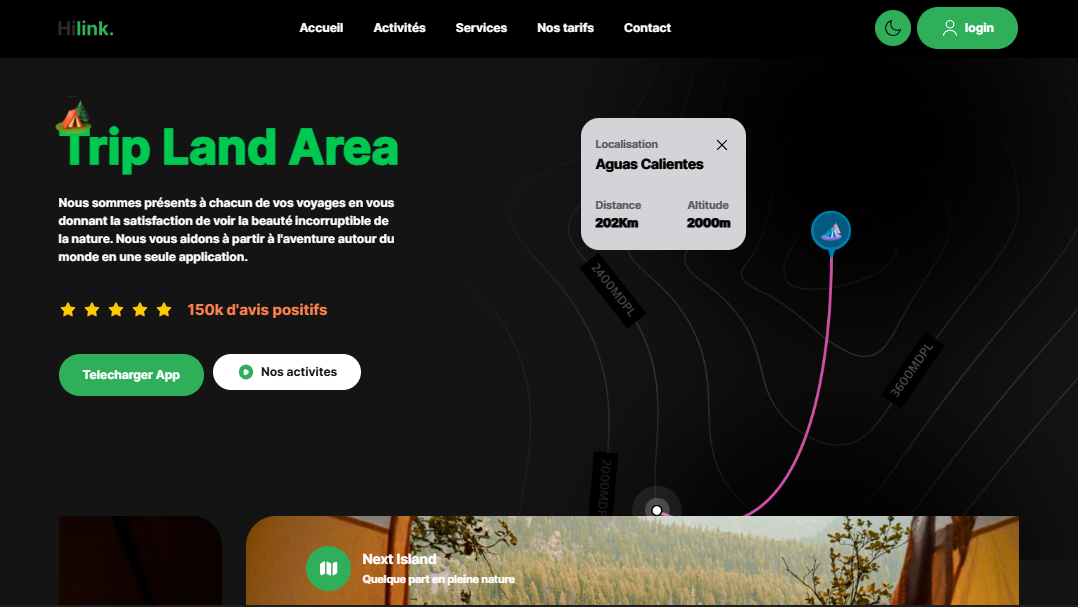 Hilink.
Accueil
Activités
Services
Nos tarifs
Contact
login
Trip Land Area
Nous sommes présents à chacun de vos voyages en vous
donnant la satisfaction de voir la beauté incorruptible de
la nature. Nous vous aidons à partir à l'aventure autour du
monde en une seule application.
150k d'avis positifs
Telecharger App
Nos activites
Localisation
Aguas Calientes
Distance
Altitude
202Km
2000m
2400MDPL
3600MDPL
2000MDPL
Next Island
Quelque part en pleine nature